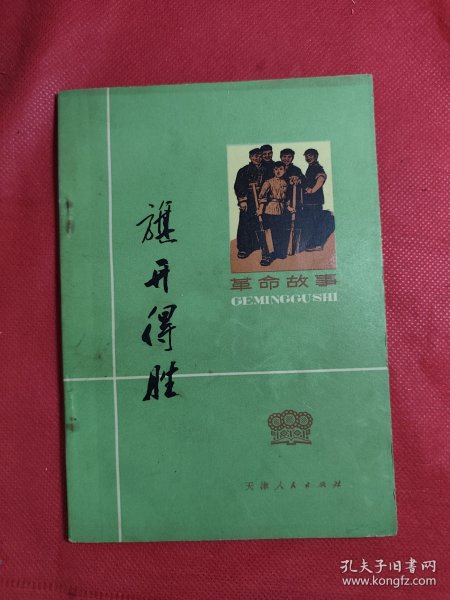 旗开得胜
革命故事
GEMINGGUSHI
天津人民出版社
孔夫子旧书网
www.kongfz.com